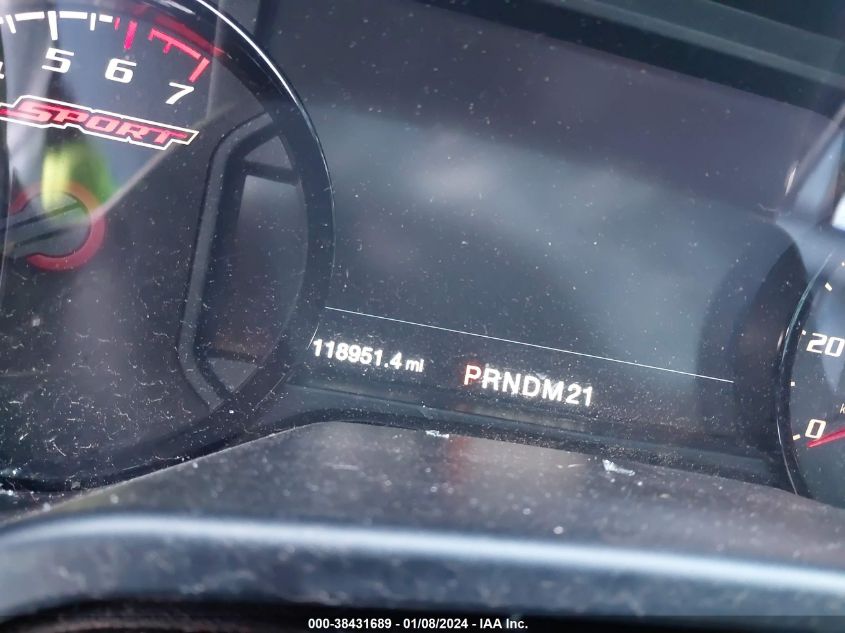 5 6 7
SPORT
118951.4 mi PRNDM21
20
0
000-38431689 - 01/08/2024 - IAA Inc.